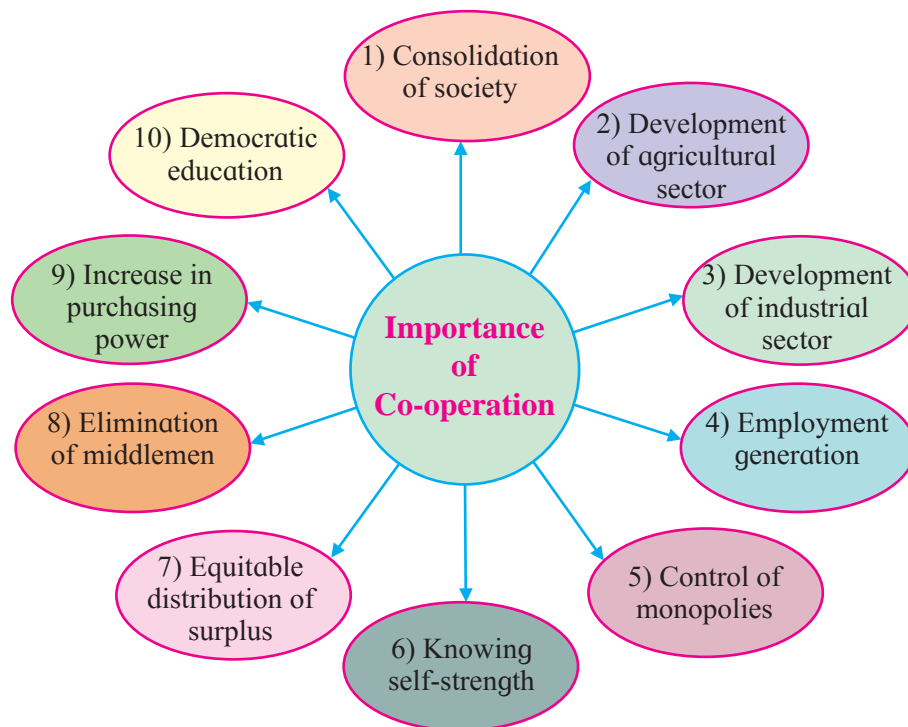 Importance
of
Co-operation
1) Consolidation
of society
2) Development
of agricultural
sector
3) Development
of industrial
sector
4) Employment
generation
5) Control of
monopolies
6) Knowing
self-strength
7) Equitable
distribution of
surplus
8) Elimination
of middlemen
9) Increase in
purchasing
power
10) Democratic
education